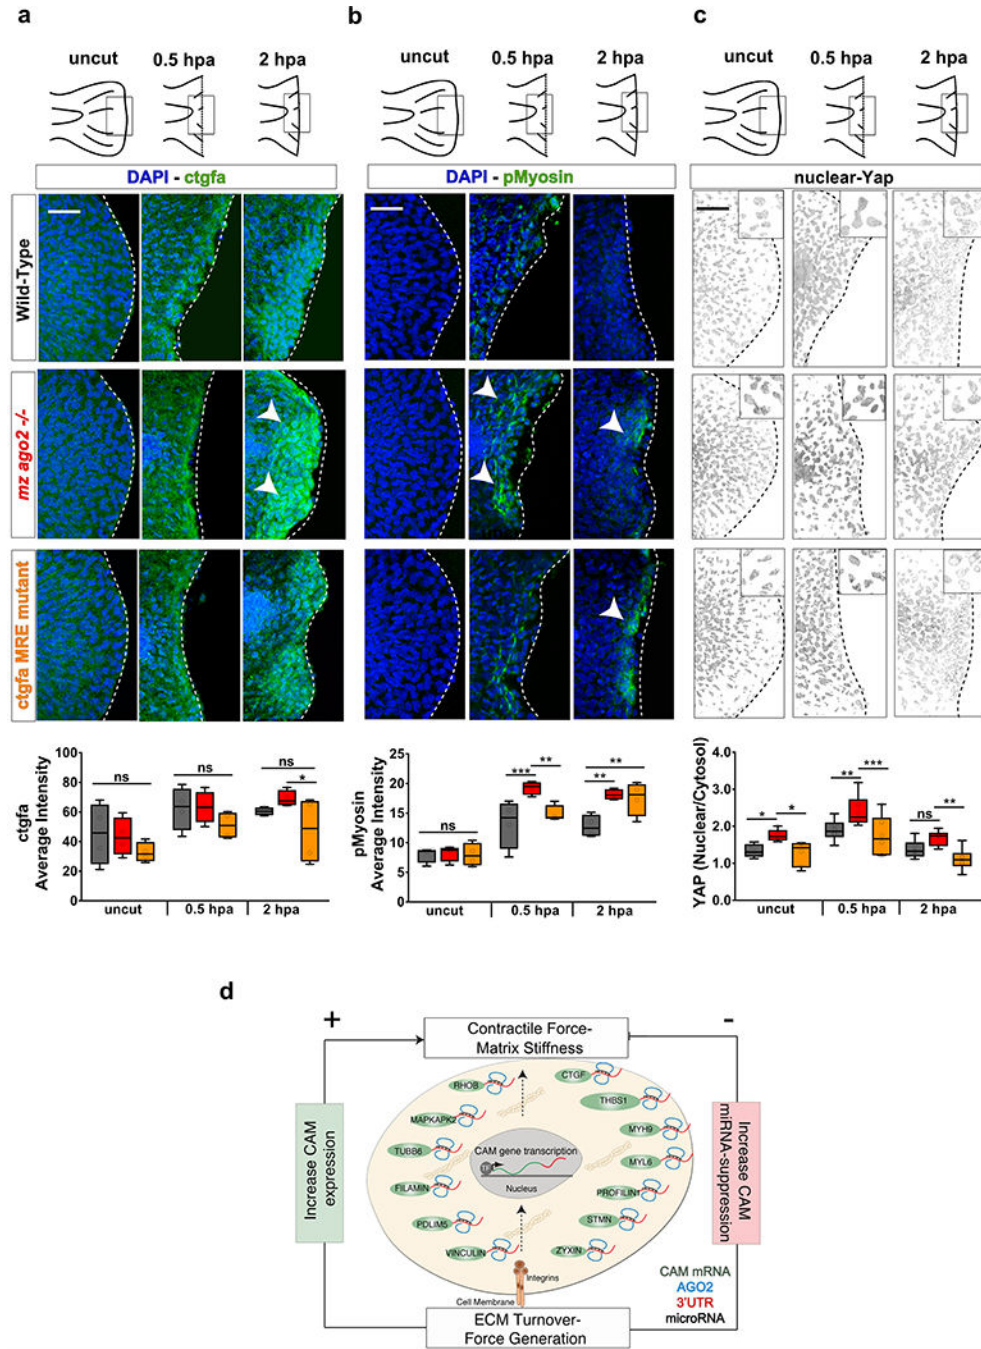 a
uncut 0.5 hpa 2 hpa
DAPI - ctgfa
Wild-Type
mz ago2 -/-
ctgfa MRE mutant
ctgfa
Average Intensity
100
80
60
40
20
0
ns ns ns
*
uncut 0.5 hpa 2 hpa
b
uncut 0.5 hpa 2 hpa
DAPI - pMyosin
pMyosin
Average Intensity
25
20
15
10
5
0
ns
*** **
**
**
uncut 0.5 hpa 2 hpa
c
uncut 0.5 hpa 2 hpa
nuclear-Yap
YAP (Nuclear/Cytosol)
4.0
3.0
2.0
1.0
0.0
* *
** ***
ns **
uncut 0.5 hpa 2 hpa
d
+
-
Contractile Force-
Matrix Stiffness
Increase CAM
expression
Increase CAM
miRNA-suppression
RHOB
MAPKAPK2
TUBB6
FILAMIN
PDLIM5
VINCULIN
CTGF
THBS1
MYH9
MYL6
PROFILIN1
STMN
ZYXIN
CAM gene transcription
Nucleus
Integrins
Cell Membrane
ECM Turnover-
Force Generation
CAM mRNA
AGO2
3'UTR
microRNA